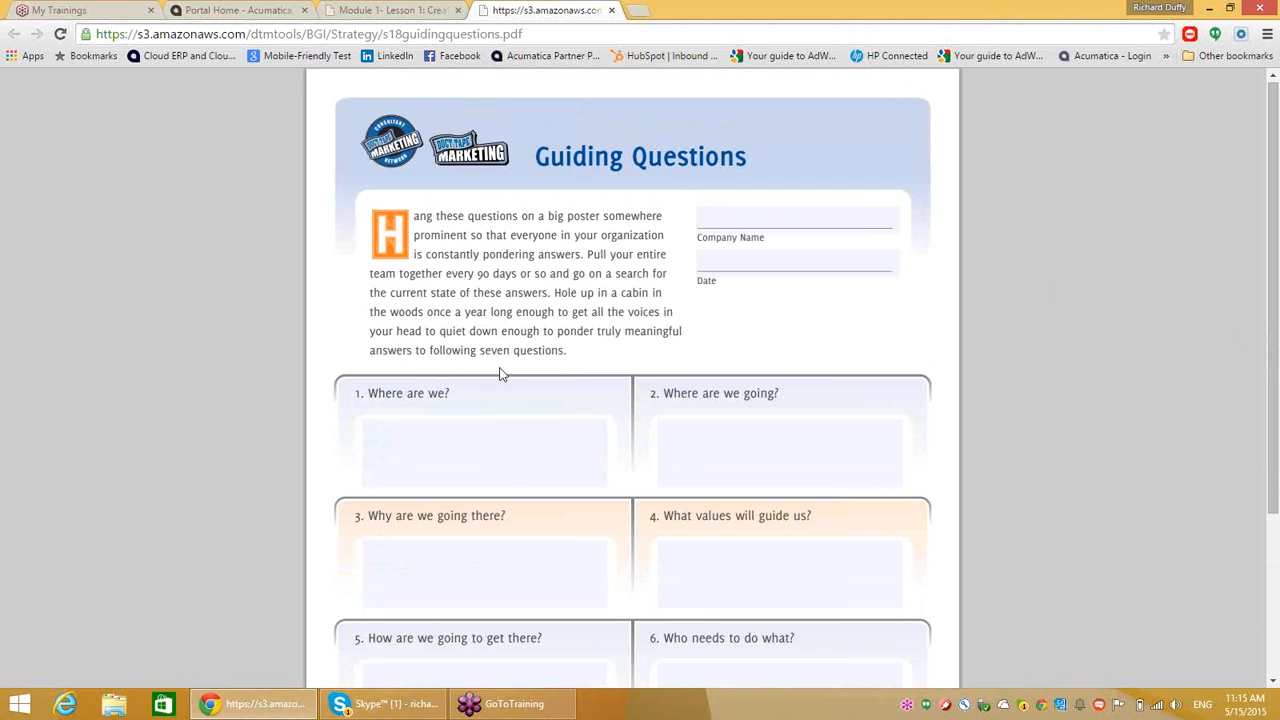 My Trainings
Portal Home - Acumatica
Module 1- Lesson 1: Crea
https://s3.amazonaws.con
Richard Duffy
https://s3.amazonaws.com/dtmtools/BGI/Strategy/s18guidingquestions.pdf
Apps
Bookmarks
Cloud ERP and Clou...
Mobile-Friendly Test
LinkedIn
Facebook
Acumatica Partner P...
HubSpot | Inbound ...
Your guide to AdW...
HP Connected
Your guide to AdW...
Acumatica - Login
»
Other bookmarks
CONSULTANT
DUCT TAPE
MARKETING
NETWORK
DUCT TAPE
MARKETING
Guiding Questions
Hang these questions on a big poster somewhere
prominent so that everyone in your organization
is constantly pondering answers. Pull your entire
team together every 90 days or so and go on a search for
the current state of these answers. Hole up in a cabin in
the woods once a year long enough to get all the voices in
your head to quiet down enough to ponder truly meaningful
answers to following seven questions.
Company Name
Date
1. Where are we?
2. Where are we going?
3. Why are we going there?
4. What values will guide us?
5. How are we going to get there?
6. Who needs to do what?
https://s3.amazo...
Skype™ [1] - richa...
GoToTraining
ENG
11:15 AM
5/15/2015